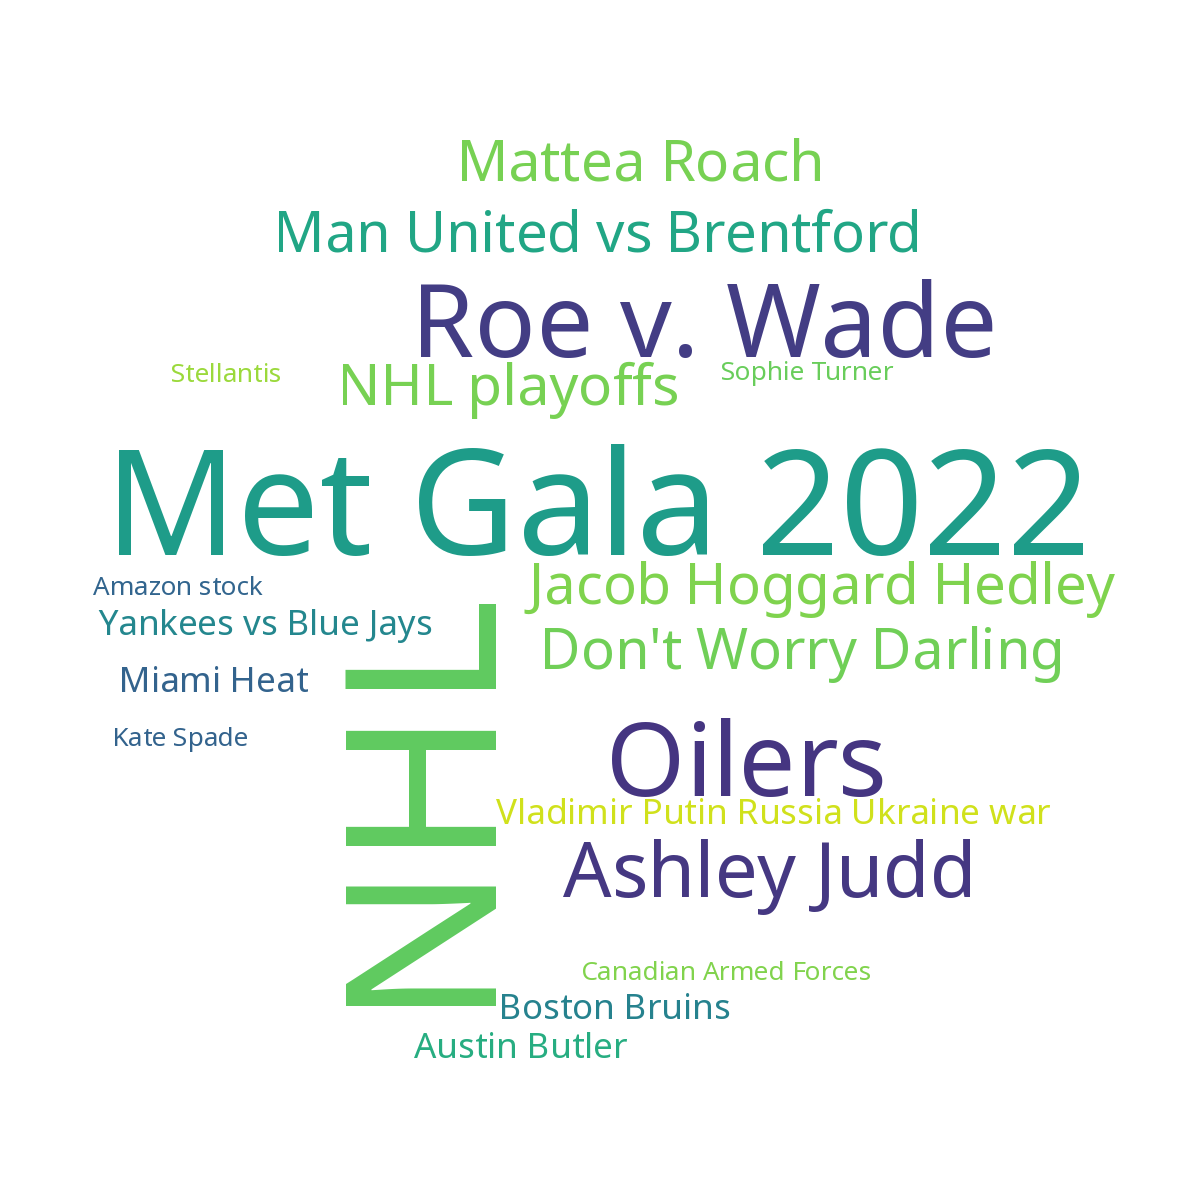 Mattea Roach
Man United vs Brentford
Roe v. Wade
Stellantis
NHL playoffs
Sophie Turner
Met Gala 2022
Amazon stock
Jacob Hoggard Hedley
Yankees vs Blue Jays
Don't Worry Darling
Miami Heat
NHL
Kate Spade
Oilers
Vladimir Putin Russia Ukraine war
Ashley Judd
Canadian Armed Forces
Boston Bruins
Austin Butler